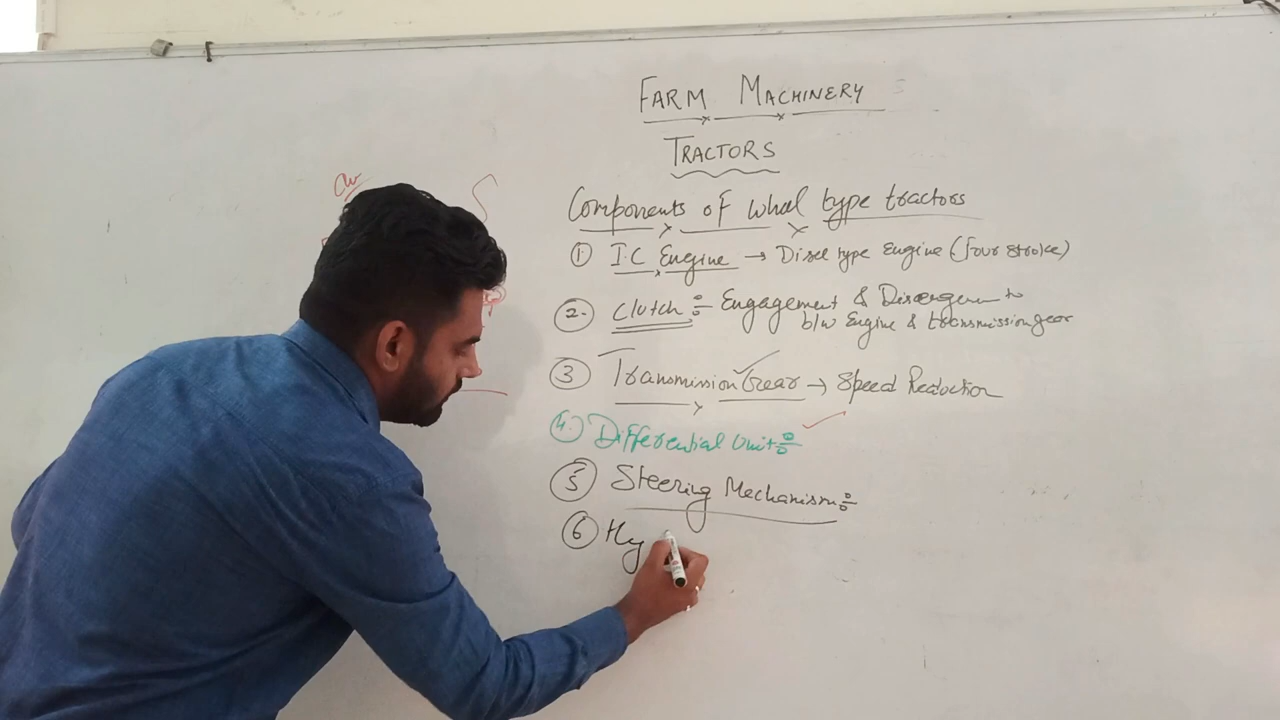 FARM MACHINERY
TRACTORS
Components of wheel type tractors
1. I.C Engine → Disel type Engine (four stroke)
2. Clutch ÷ Engagement &
b/w Engine & transmission gear
3 Transmission Gear → Speed Reduction
4. Differential Unit ÷
5 Steering Mechanism ÷
6 Hy